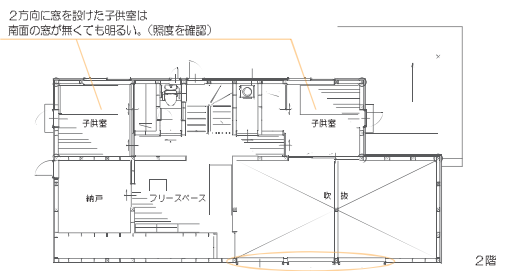 ２方向に窓を設けた子供室は
南面の窓が無くても明るい。（照度を確認）
子供室
子供室
納戸
フリースペース
吹
抜
２階